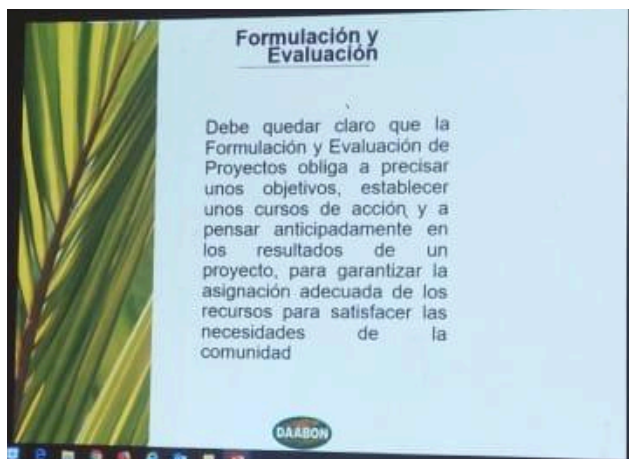 Formulación y
Evaluación
Debe quedar claro que la
Formulación y Evaluación de
Proyectos obliga a precisar
unos objetivos, establecer
unos cursos de acción y a
pensar anticipadamente en
los resultados de un
proyecto, para garantizar la
asignación adecuada de los
recursos para satisfacer las
necesidades de la
comunidad
DAABON